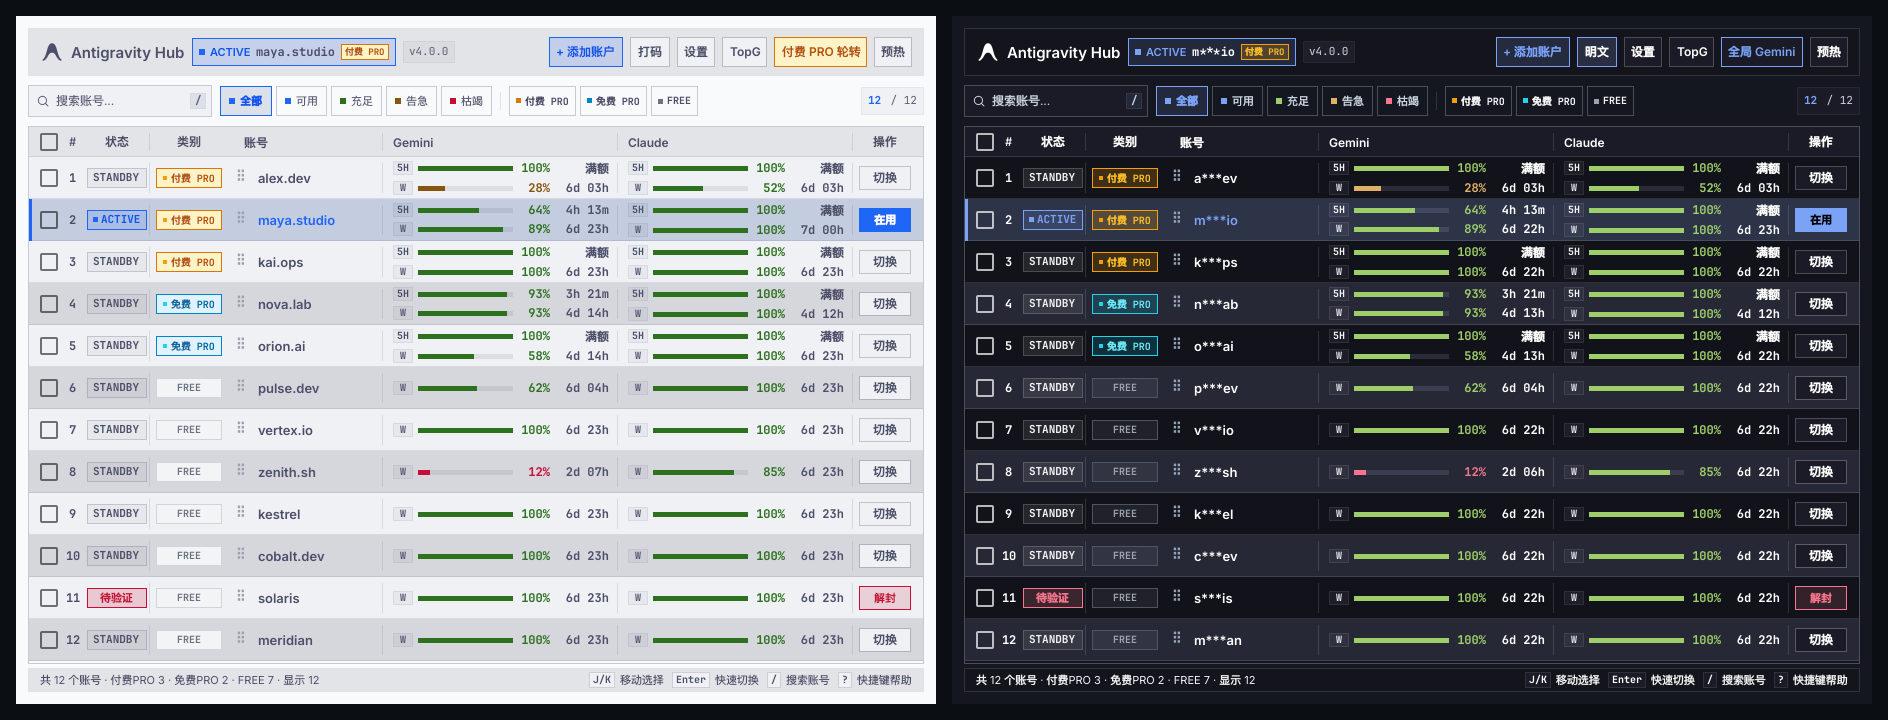 Antigravity Hub ACTIVE maya.studio 付费 PRO v4.0.0 + 添加账户 打码 设置 TopG 付费 PRO 轮转 预热
搜索账号... / 全部 可用 充足 告急 枯竭 付费 PRO 免费 PRO FREE 12 / 12
# 状态 类别 账号 Gemini Claude 操作
1 STANDBY 付费 PRO alex.dev 5H 100% 满额 5H 100% 满额 切换
W 28% 6d 03h W 52% 6d 03h
2 ACTIVE 付费 PRO maya.studio 5H 64% 4h 13m 5H 100% 满额 在用
W 89% 6d 23h W 100% 7d 00h
3 STANDBY 付费 PRO kai.ops 5H 100% 满额 5H 100% 满额 切换
W 100% 6d 23h W 100% 6d 23h
4 STANDBY 免费 PRO nova.lab 5H 93% 3h 21m 5H 100% 满额 切换
W 93% 4d 14h W 100% 4d 12h
5 STANDBY 免费 PRO orion.ai 5H 100% 满额 5H 100% 满额 切换
W 58% 4d 14h W 100% 6d 23h
6 STANDBY FREE pulse.dev W 62% 6d 04h W 100% 6d 23h 切换
7 STANDBY FREE vertex.io W 100% 6d 23h W 100% 6d 23h 切换
8 STANDBY FREE zenith.sh W 12% 2d 07h W 85% 6d 23h 切换
9 STANDBY FREE kestrel W 100% 6d 23h W 100% 6d 23h 切换
10 STANDBY FREE cobalt.dev W 100% 6d 23h W 100% 6d 23h 切换
11 待验证 FREE solaris W 100% 6d 23h W 100% 6d 23h 解封
12 STANDBY FREE meridian W 100% 6d 23h W 100% 6d 23h 切换
共 12 个账号 · 付费PRO 3 · 免费PRO 2 · FREE 7 · 显示 12 J/K 移动选择 Enter 快速切换 / 搜索账号 ? 快捷键帮助
Antigravity Hub ACTIVE m***io 付费 PRO v4.0.0 + 添加账户 明文 设置 TopG 全局 Gemini 预热
搜索账号... / 全部 可用 充足 告急 枯竭 付费 PRO 免费 PRO FREE 12 / 12
# 状态 类别 账号 Gemini Claude 操作
1 STANDBY 付费 PRO a***ev 5H 100% 满额 5H 100% 满额 切换
W 28% 6d 03h W 52% 6d 03h
2 ACTIVE 付费 PRO m***io 5H 64% 4h 13m 5H 100% 满额 在用
W 89% 6d 22h W 100% 6d 23h
3 STANDBY 付费 PRO k***ps 5H 100% 满额 5H 100% 满额 切换
W 100% 6d 22h W 100% 6d 22h
4 STANDBY 免费 PRO n***ab 5H 93% 3h 21m 5H 100% 满额 切换
W 93% 4d 13h W 100% 4d 12h
5 STANDBY 免费 PRO o***ai 5H 100% 满额 5H 100% 满额 切换
W 58% 4d 13h W 100% 6d 22h
6 STANDBY FREE p***ev W 62% 6d 04h W 100% 6d 22h 切换
7 STANDBY FREE v***io W 100% 6d 22h W 100% 6d 22h 切换
8 STANDBY FREE z***sh W 12% 2d 06h W 85% 6d 22h 切换
9 STANDBY FREE k***el W 100% 6d 22h W 100% 6d 22h 切换
10 STANDBY FREE c***ev W 100% 6d 22h W 100% 6d 22h 切换
11 待验证 FREE s***is W 100% 6d 22h W 100% 6d 22h 解封
12 STANDBY FREE m***an W 100% 6d 22h W 100% 6d 22h 切换
共 12 个账号 · 付费PRO 3 · 免费PRO 2 · FREE 7 · 显示 12 J/K 移动选择 Enter 快速切换 / 搜索账号 ? 快捷键帮助